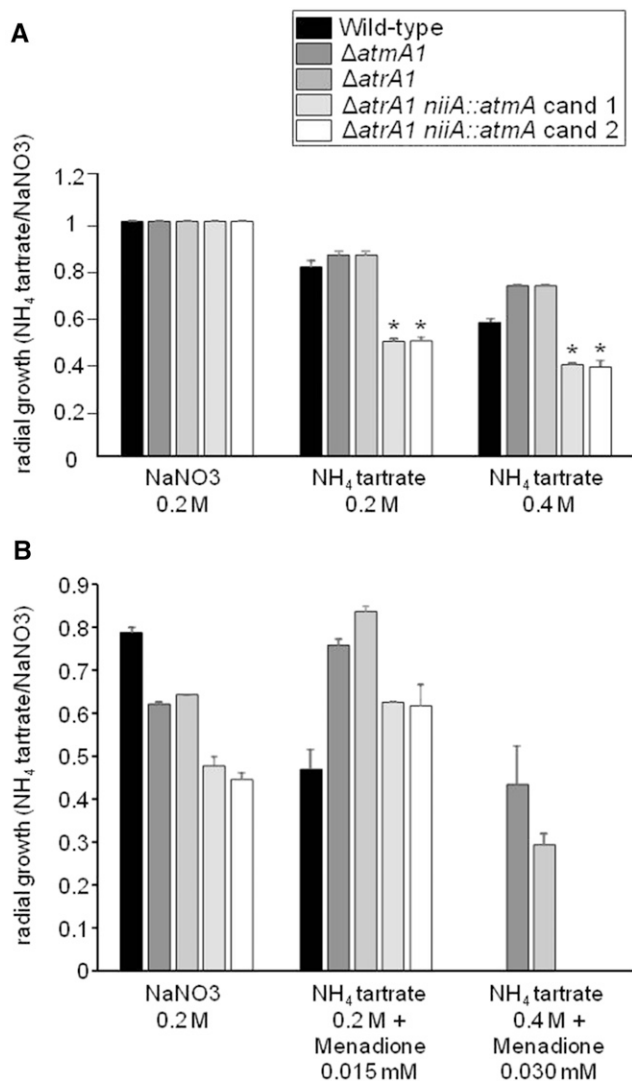 A
Wild-type
ΔatmA1
ΔatrA1
ΔatrA1 niiA::atmA cand 1
ΔatrA1 niiA::atmA cand 2
radial growth (NH₄ tartrate/NaNO3)
1.2
1
0.8
0.6
0.4
0.2
0
* *
* *
NaNO3
0.2 M
NH₄ tartrate
0.2 M
NH₄ tartrate
0.4 M
B
radial growth (NH₄ tartrate/NaNO3)
0.9
0.8
0.7
0.6
0.5
0.4
0.3
0.2
0.1
0
NaNO3
0.2 M
NH₄ tartrate
0.2 M +
Menadione
0.015 mM
NH₄ tartrate
0.4 M +
Menadione
0.030 mM